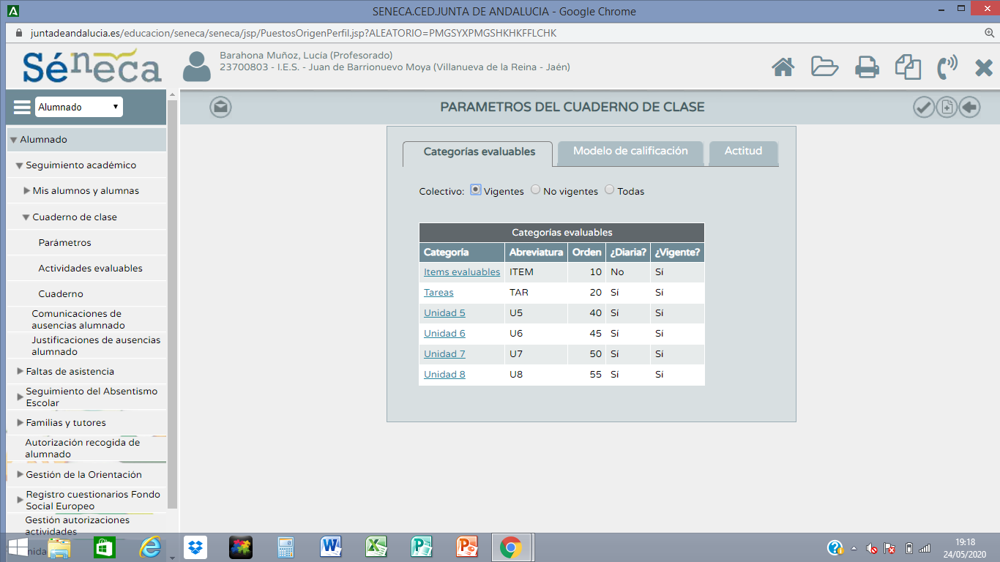 SENECA.CEDJUNTA DE ANDALUCIA - Google Chrome
juntadeandalucia.es/educacion/seneca/seneca/jsp/PuestosOrigenPerfil.jsp?ALEATORIO=PMGSYXPMGSHKHKFFLCHK
Séneca
Barahona Muñoz, Lucía (Profesorado)
23700803 - I.E.S. - Juan de Barrionuevo Moya (Villanueva de la Reina - Jaén)
Alumnado
PARAMETROS DEL CUADERNO DE CLASE
Alumnado
Seguimiento académico
Mis alumnos y alumnas
Cuaderno de clase
Parámetros
Actividades evaluables
Cuaderno
Comunicaciones de
ausencias alumnado
Justificaciones de ausencias
alumnado
Faltas de asistencia
Seguimiento del Absentismo
Escolar
Familias y tutores
Autorización recogida de
alumnado
Gestión de la Orientación
Registro cuestionarios Fondo
Social Europeo
Gestión autorizaciones
actividades
Categorías evaluables Modelo de calificación Actitud
Colectivo: Vigentes No vigentes Todas
Categorías evaluables
Categoría Abreviatura Orden ¿Diaria? ¿Vigente?
Items evaluables ITEM 10 No Sí
Tareas TAR 20 Sí Sí
Unidad 5 U5 40 Sí Sí
Unidad 6 U6 45 Sí Sí
Unidad 7 U7 50 Sí Sí
Unidad 8 U8 55 Sí Sí
19:18
24/05/2020